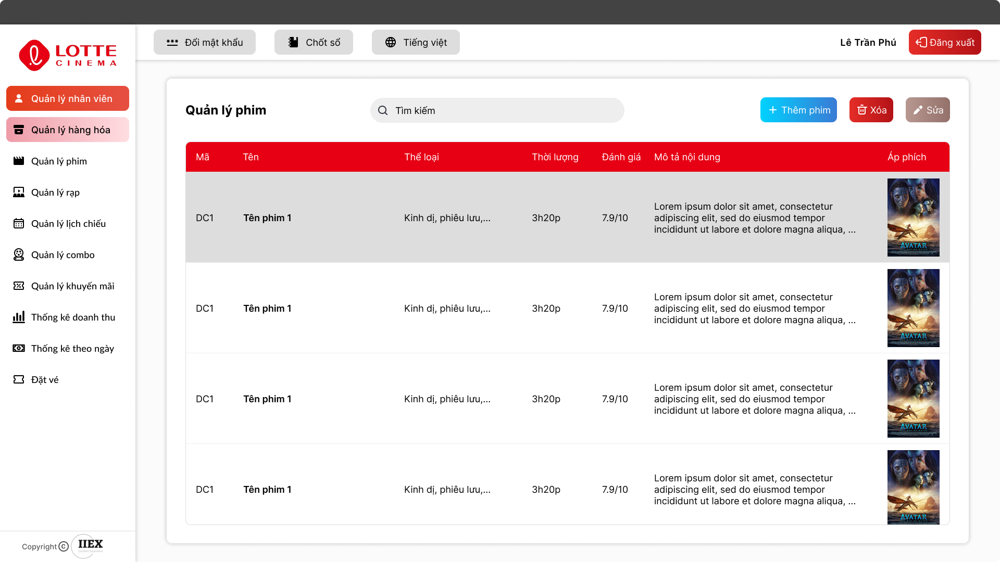 Đổi mật khẩu
Chốt sổ
Tiếng việt
Lê Trần Phú
Đăng xuất
LOTTE
CINEMA
Quản lý nhân viên
Quản lý hàng hóa
Quản lý phim
Quản lý rạp
Quản lý lịch chiếu
Quản lý combo
Quản lý khuyến mãi
Thống kê doanh thu
Thống kê theo ngày
Đặt vé
Copyright ©
IIEX
Quản lý phim
Tìm kiếm
Thêm phim
Xóa
Sửa
Mã Tên Thể loại Thời lượng Đánh giá Mô tả nội dung Áp phích
DC1 Tên phim 1 Kinh dị, phiêu lưu,... 3h20p 7.9/10
Lorem ipsum dolor sit amet, consectetur
adipiscing elit, sed do eiusmod tempor
incididunt ut labore et dolore magna aliqua, ...
AVATAR
DC1 Tên phim 1 Kinh dị, phiêu lưu,... 3h20p 7.9/10
Lorem ipsum dolor sit amet, consectetur
adipiscing elit, sed do eiusmod tempor
incididunt ut labore et dolore magna aliqua, ...
AVATAR
DC1 Tên phim 1 Kinh dị, phiêu lưu,... 3h20p 7.9/10
Lorem ipsum dolor sit amet, consectetur
adipiscing elit, sed do eiusmod tempor
incididunt ut labore et dolore magna aliqua, ...
AVATAR
DC1 Tên phim 1 Kinh dị, phiêu lưu,... 3h20p 7.9/10
Lorem ipsum dolor sit amet, consectetur
adipiscing elit, sed do eiusmod tempor
incididunt ut labore et dolore magna aliqua, ...
AVATAR